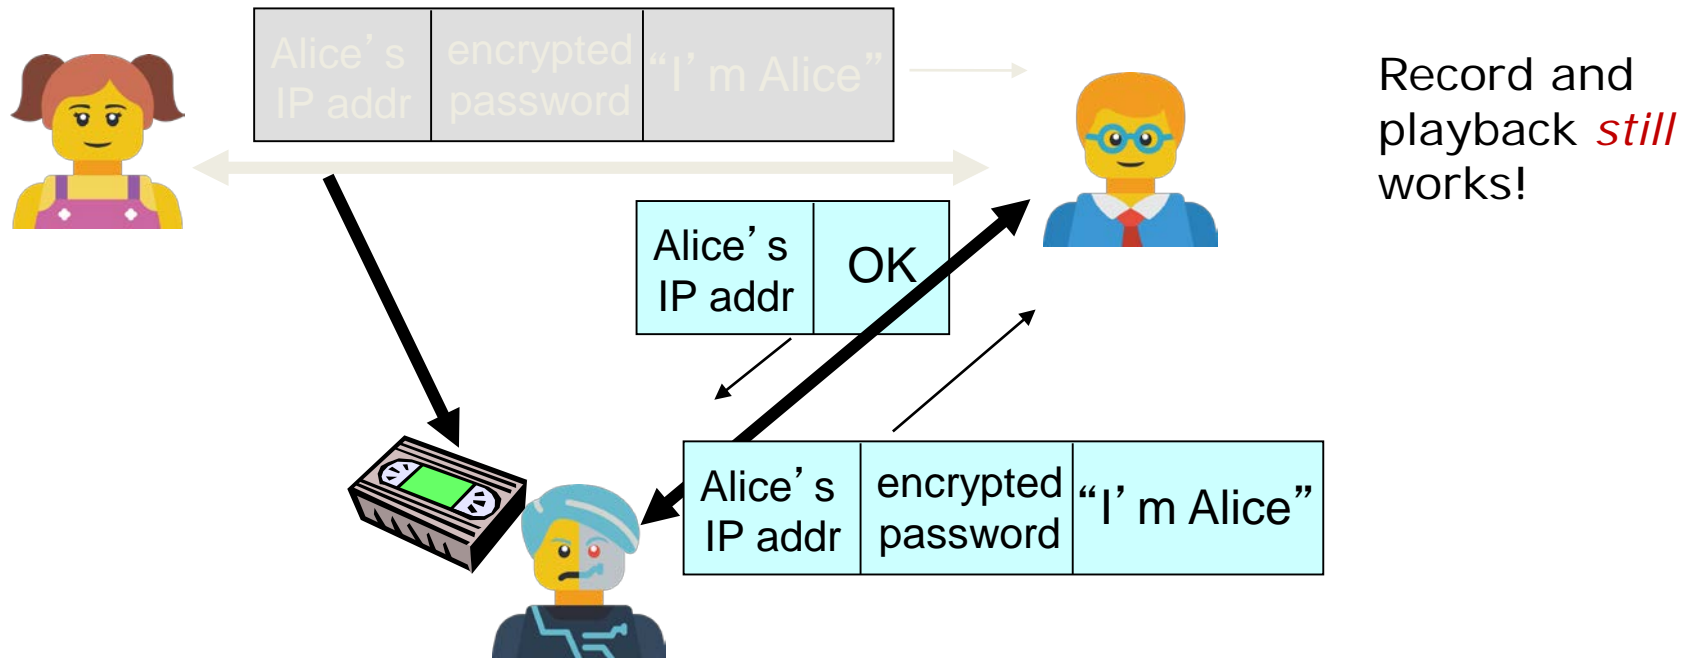 Alice’s
IP addr
encrypted
password
“I’m Alice”
Record and
playback still
works!
Alice’s
IP addr
OK
Alice’s
IP addr
encrypted
password
“I’m Alice”